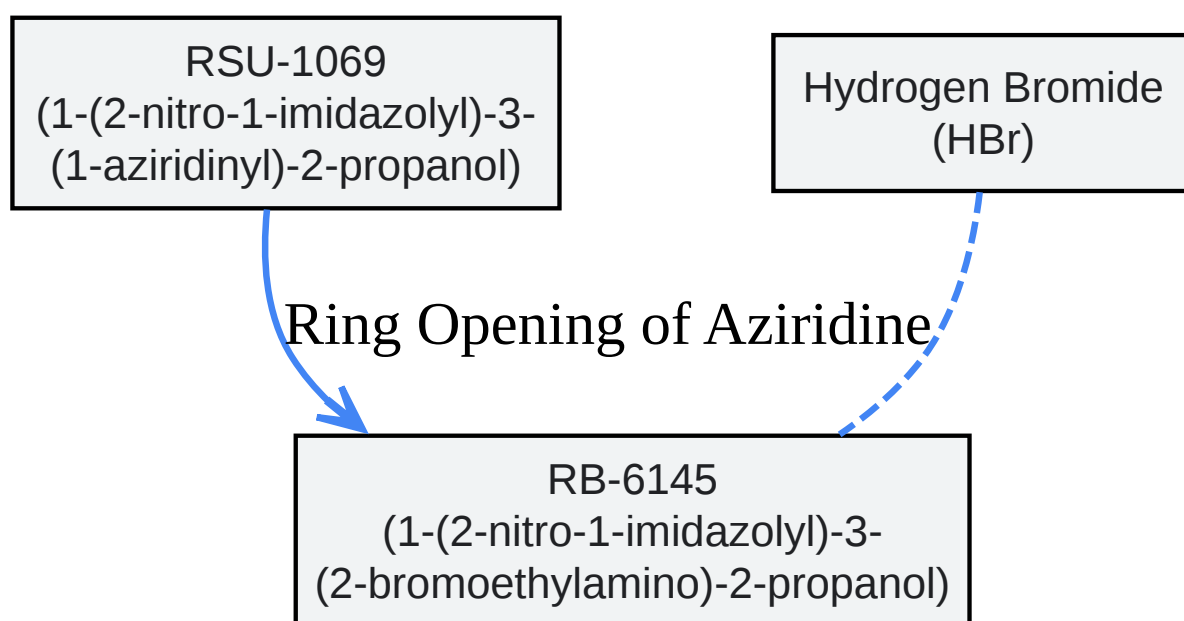 RSU-1069
(1-(2-nitro-1-imidazolyl)-3-
(1-aziridinyl)-2-propanol)
Hydrogen Bromide
(HBr)
Ring Opening of Aziridine
RB-6145
(1-(2-nitro-1-imidazolyl)-3-
(2-bromoethylamino)-2-propanol)